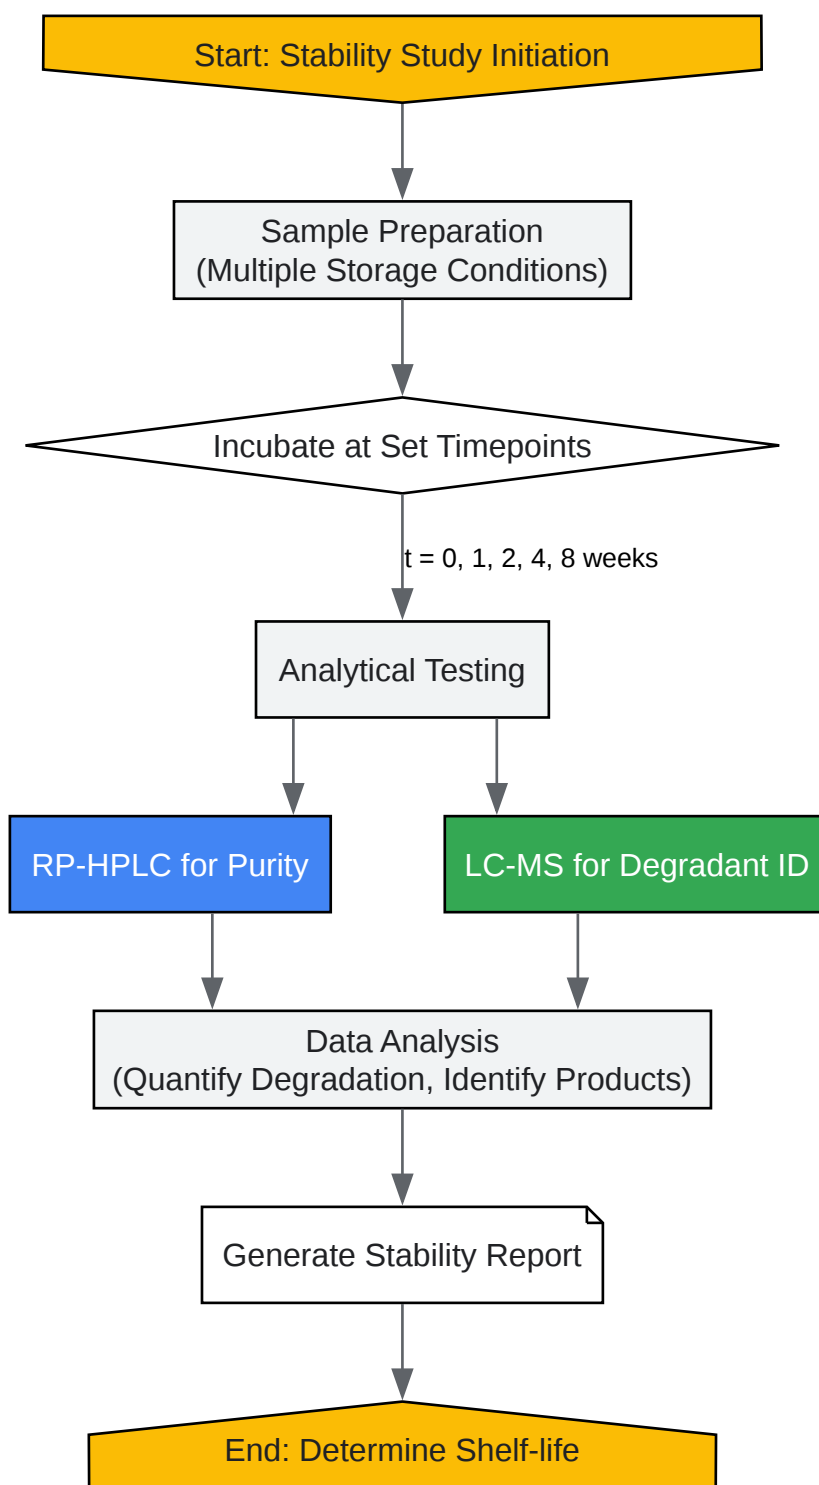 Start: Stability Study Initiation
Sample Preparation
(Multiple Storage Conditions)
Incubate at Set Timepoints
t = 0, 1, 2, 4, 8 weeks
Analytical Testing
RP-HPLC for Purity
LC-MS for Degradant ID
Data Analysis
(Quantify Degradation, Identify Products)
Generate Stability Report
End: Determine Shelf-life